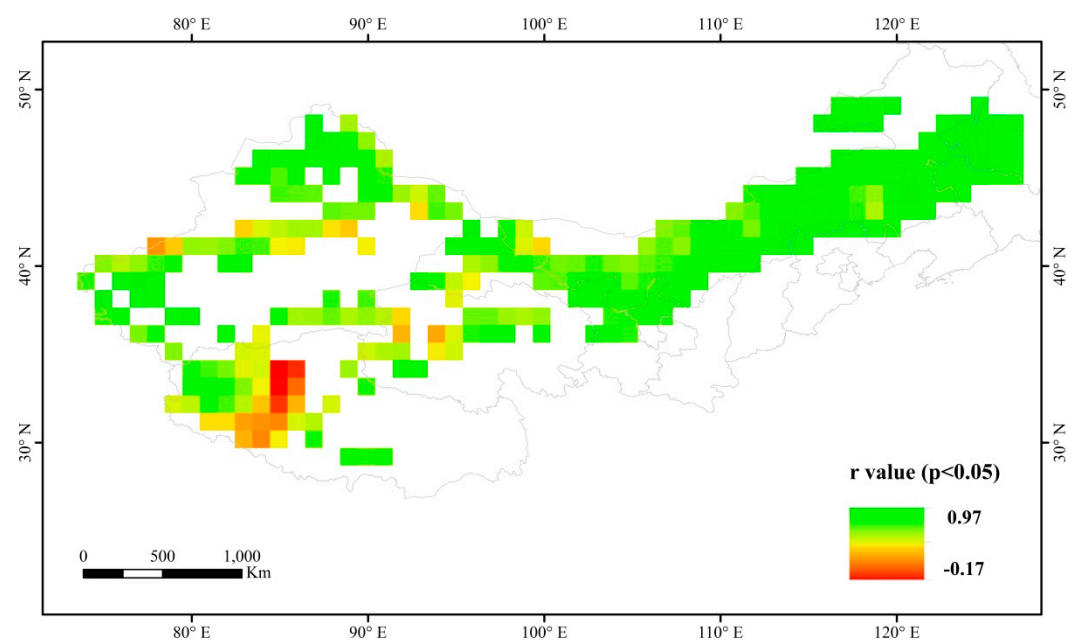 80° E 90° E 100° E 110° E 120° E
50° N 50° N
40° N 40° N
30° N 30° N
r value (p<0.05)
0.97
-0.17
0 500 1,000
Km
80° E 90° E 100° E 110° E 120° E